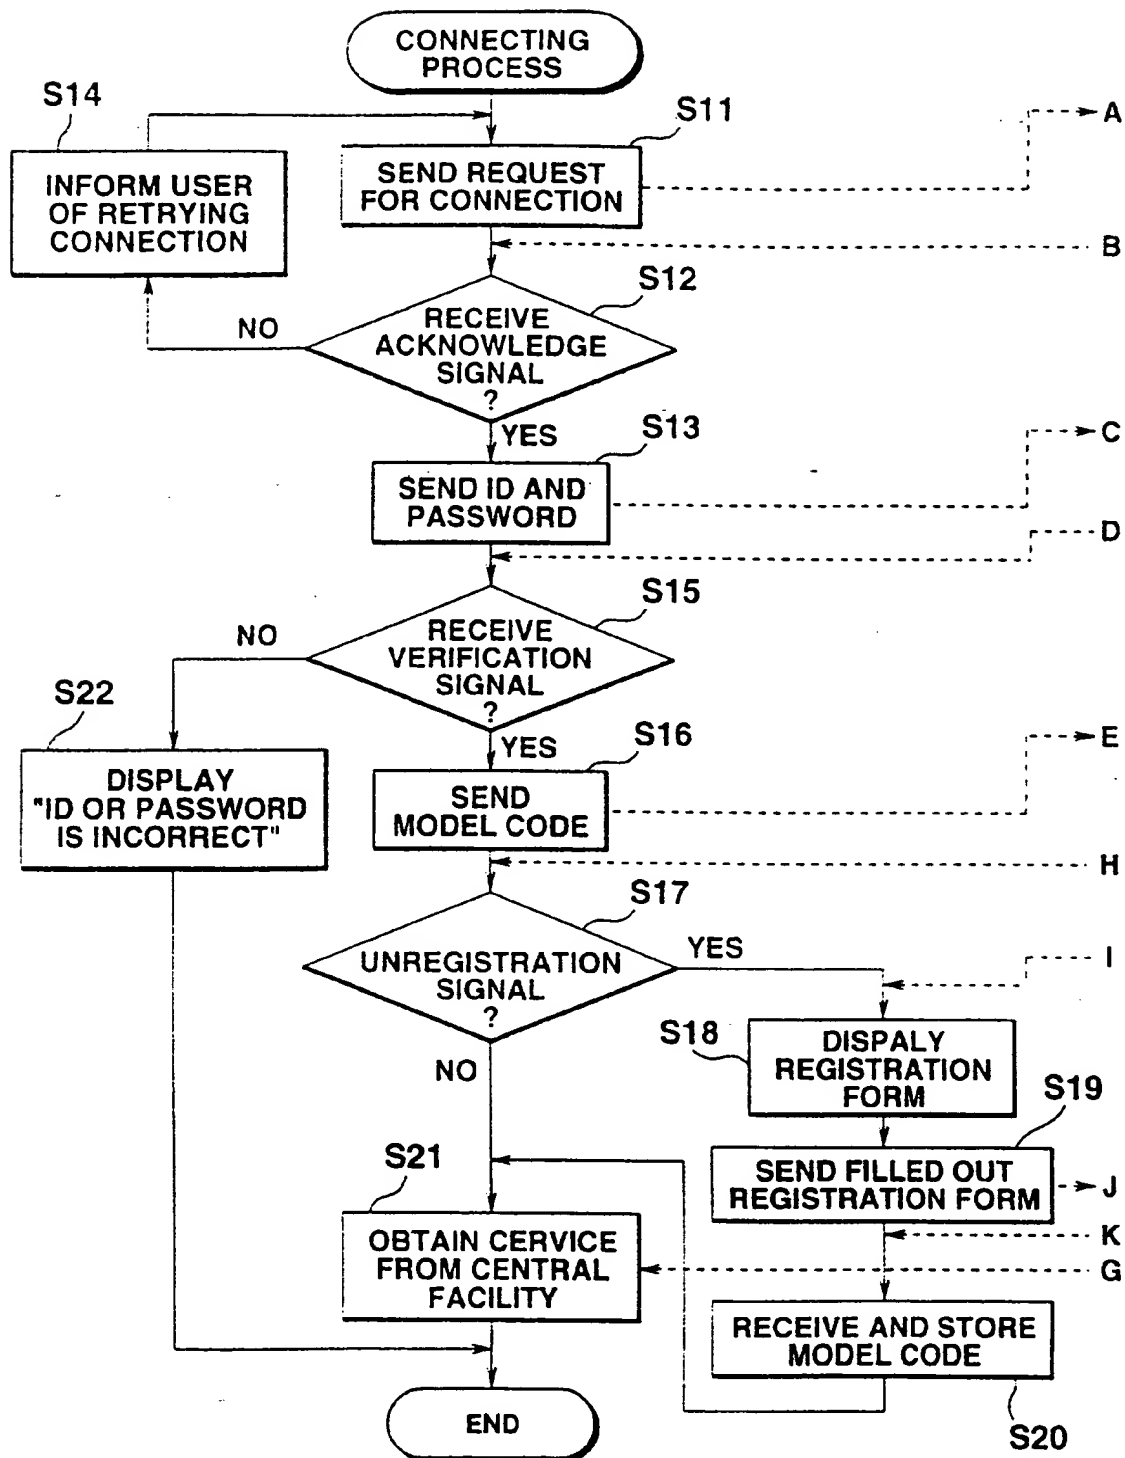 CONNECTING
PROCESS
S14
S11
A
INFORM USER
OF RETRYING
CONNECTION
SEND REQUEST
FOR CONNECTION
B
S12
NO
RECEIVE
ACKNOWLEDGE
SIGNAL
?
YES
S13
C
SEND ID AND
PASSWORD
D
S15
NO
RECEIVE
VERIFICATION
SIGNAL
?
S22
YES
S16
E
DISPLAY
"ID OR PASSWORD
IS INCORRECT"
SEND
MODEL CODE
H
S17
YES
I
UNREGISTRATION
SIGNAL
?
NO
S18
DISPALY
REGISTRATION
FORM
S19
SEND FILLED OUT
REGISTRATION FORM
J
S21
K
OBTAIN CERVICE
FROM CENTRAL
FACILITY
G
RECEIVE AND STORE
MODEL CODE
S20
END